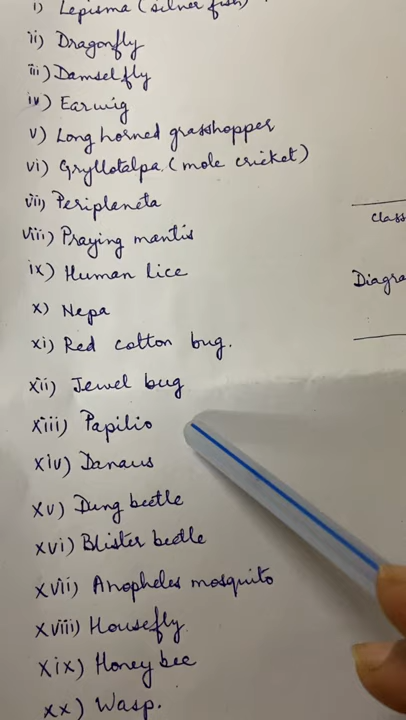 i) Lepisma (silver fish)
ii) Dragonfly
iii) Damselfly
iv) Earwig
v) Long horned grasshopper
vi) Gryllotalpa (mole cricket)
vii) Periplaneta
viii) Praying mantis
ix) Human lice
x) Nepa
xi) Red cotton bug.
xii) Jewel bug
xiii) Papilio
xiv) Danaus
xv) Dung beetle
xvi) Blister beetle
xvii) Anopheles mosquito
xviii) Housefly
xix) Honey bee
xx) Wasp.
Class
Diagra